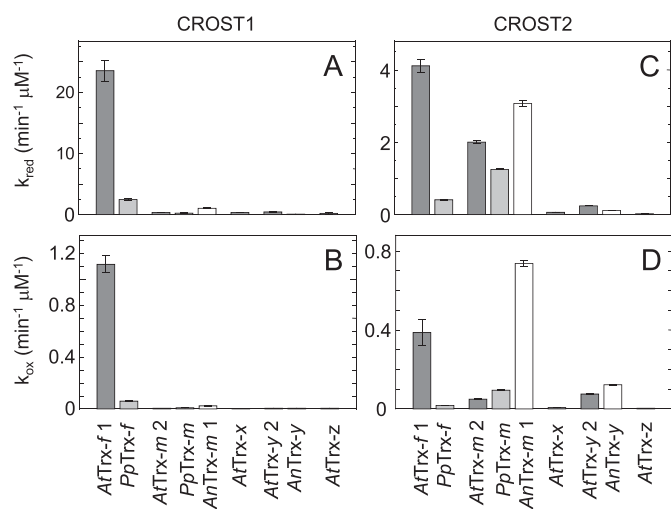 CROST1 CROST2
A
k_red (min⁻¹ μM⁻¹)
20
10
0
C
4
2
0
B
k_ox (min⁻¹ μM⁻¹)
1.2
0.8
0.4
0
D
0.8
0.4
0
AtTrx-f 1
PpTrx-f
AtTrx-m 2
PpTrx-m
AnTrx-m 1
AtTrx-x
AtTrx-y 2
AnTrx-y
AtTrx-z
AtTrx-f 1
PpTrx-f
AtTrx-m 2
PpTrx-m
AnTrx-m 1
AtTrx-x
AtTrx-y 2
AnTrx-y
AtTrx-z